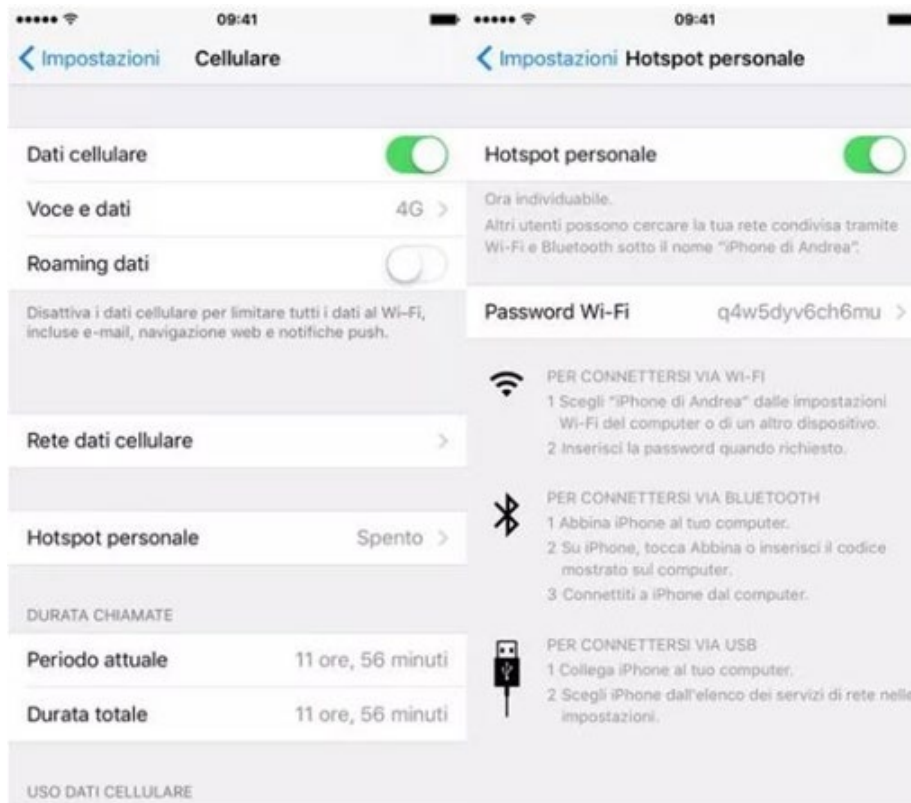 09:41
Impostazioni Cellulare
Dati cellulare
Voce e dati 4G
Roaming dati
Disattiva i dati cellulare per limitare tutti i dati al Wi-Fi,
incluse e-mail, navigazione web e notifiche push.
Rete dati cellulare
Hotspot personale Spento
DURATA CHIAMATE
Periodo attuale 11 ore, 56 minuti
Durata totale 11 ore, 56 minuti
USO DATI CELLULARE
09:41
Impostazioni Hotspot personale
Hotspot personale
Ora individuabile.
Altri utenti possono cercare la tua rete condivisa tramite
Wi-Fi e Bluetooth sotto il nome "iPhone di Andrea".
Password Wi-Fi q4w5dyv6ch6mu
PER CONNETTERSI VIA WI-FI
1 Scegli "iPhone di Andrea" dalle impostazioni
Wi-Fi del computer o di un altro dispositivo.
2 Inserisci la password quando richiesto.
PER CONNETTERSI VIA BLUETOOTH
1 Abbina iPhone al tuo computer.
2 Su iPhone, tocca Abbina o inserisci il codice
mostrato sul computer.
3 Connettiti a iPhone dal computer.
PER CONNETTERSI VIA USB
1 Collega iPhone al tuo computer.
2 Scegli iPhone dall'elenco dei servizi di rete nelle
impostazioni.